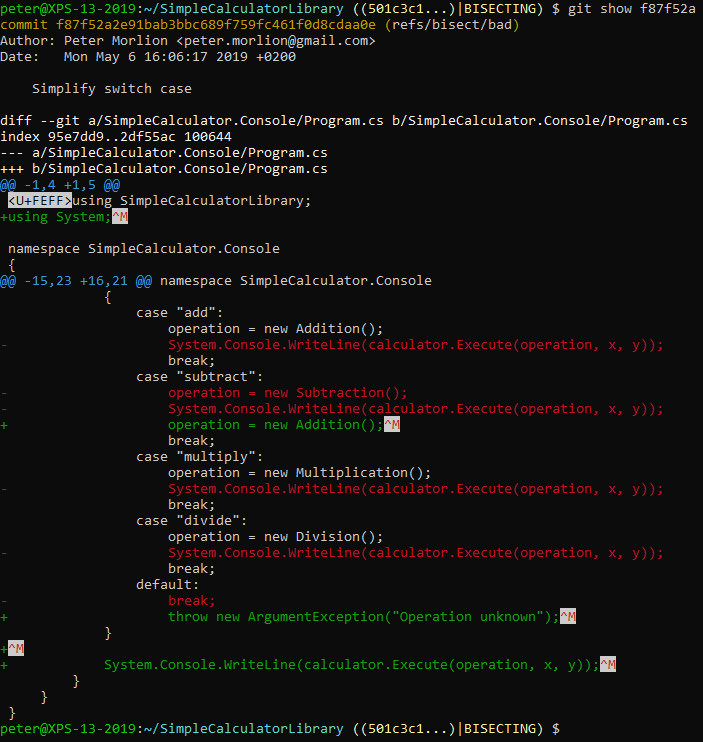 peter@XPS-13-2019:~/SimpleCalculatorLibrary ((501c3c1...)|BISECTING) $ git show f87f52a
commit f87f52a2e91bab3bbc689f759fc461f0d8cdaa0e (refs/bisect/bad)
Author: Peter Morlion <peter.morlion@gmail.com>
Date:   Mon May 6 16:06:17 2019 +0200

    Simplify switch case

diff --git a/SimpleCalculator.Console/Program.cs b/SimpleCalculator.Console/Program.cs
index 95e7dd9..2df55ac 100644
--- a/SimpleCalculator.Console/Program.cs
+++ b/SimpleCalculator.Console/Program.cs
@@ -1,4 +1,5 @@
 <U+FEFF>using SimpleCalculatorLibrary;
+using System;^M

 namespace SimpleCalculator.Console
 {
@@ -15,23 +16,21 @@ namespace SimpleCalculator.Console
             {
                 case "add":
                     operation = new Addition();
-                    System.Console.WriteLine(calculator.Execute(operation, x, y));
                     break;
                 case "subtract":
-                    operation = new Subtraction();
-                    System.Console.WriteLine(calculator.Execute(operation, x, y));
+                    operation = new Addition();^M
                     break;
                 case "multiply":
                     operation = new Multiplication();
-                    System.Console.WriteLine(calculator.Execute(operation, x, y));
                     break;
                 case "divide":
                     operation = new Division();
-                    System.Console.WriteLine(calculator.Execute(operation, x, y));
                     break;
                 default:
-                    break;
+                    throw new ArgumentException("Operation unknown");^M
             }
+^M
+            System.Console.WriteLine(calculator.Execute(operation, x, y));^M
         }
     }
 }
peter@XPS-13-2019:~/SimpleCalculatorLibrary ((501c3c1...)|BISECTING) $